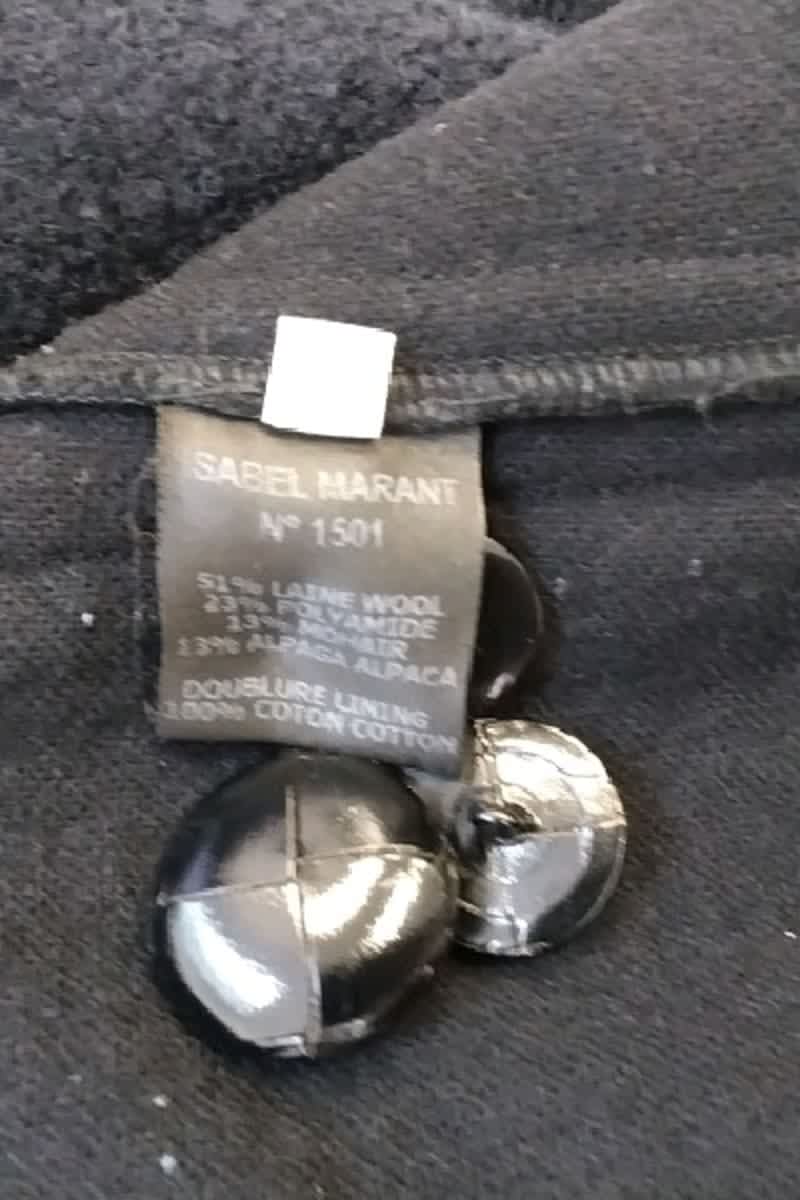 SABEL MARANT
N° 1501
51% LAINE WOOL
23% POLYAMIDE
13% MOHAIR
13% ALPAGA ALPACA
DOUBLURE LINING
100% COTON COTTON